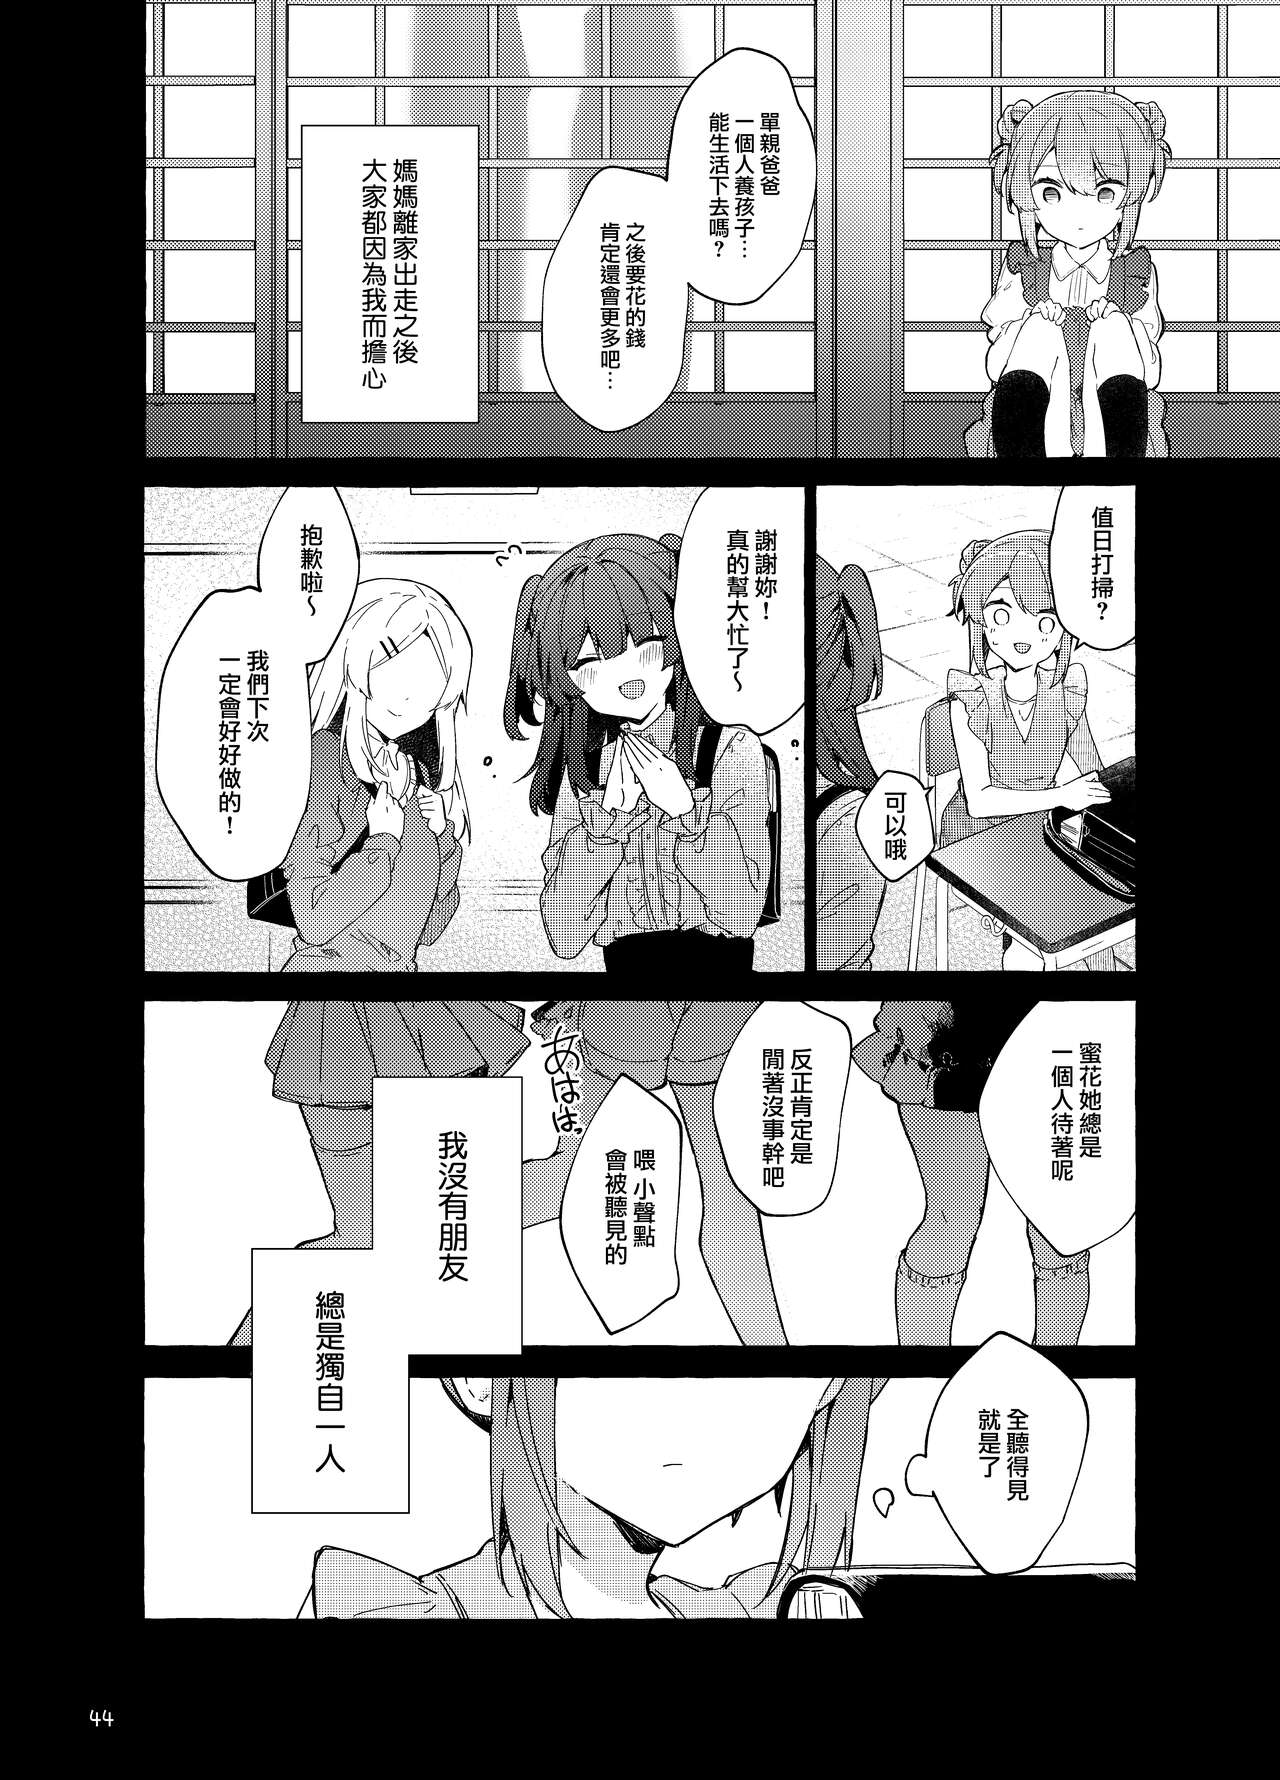 單親爸爸
一個人養孩子…
能生活下去嗎？
之後要花的錢
肯定還會更多吧…
媽媽離家出走之後
大家都因為我而擔心
值日打掃？
可以哦
謝謝妳！
真的幫大忙了～
抱歉啦～
我們下次
一定會好好做的！
蜜花她總是
一個人待著呢
反正肯定是
閒著沒事幹吧
喂 小聲點
會被聽見的
あははは
我沒有朋友
總是獨自一人
全聽得見
就是了
44